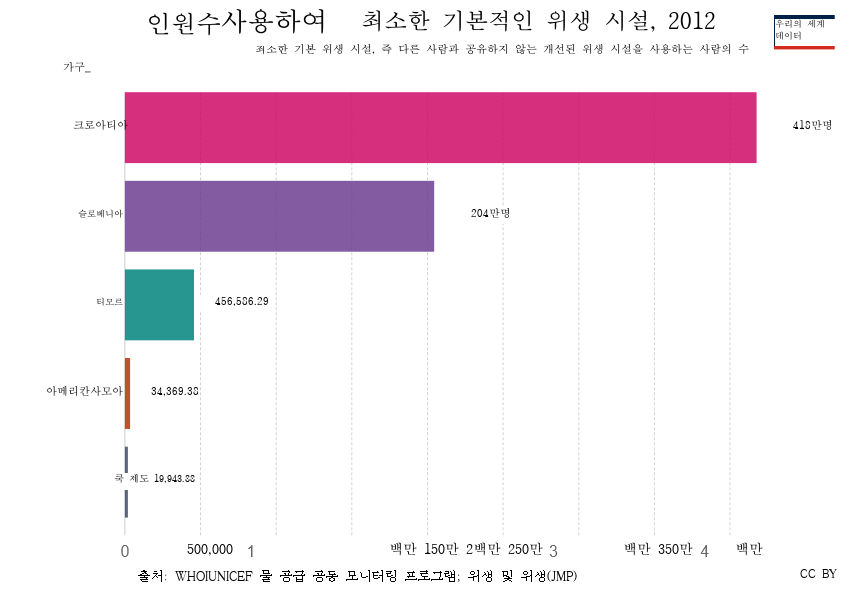 인원수사용하여 최소한 기본적인 위생 시설, 2012
우리의 세계
데이터
최소한 기본 위생 시설, 즉 다른 사람과 공유하지 않는 개선된 위생 시설을 사용하는 사람의 수
가구_
크로아티아 418만명
슬로베니아 204만명
티모르 456,586.29
아메리칸사모아 34,369.38
쿡 제도 19,943.88
0 500,000 1 백만 150만 2백만 250만 3 백만 350만 4 백만
출처: WHOIUNICEF 물 공급 공동 모니터링 프로그램; 위생 및 위생(JMP)
CC BY